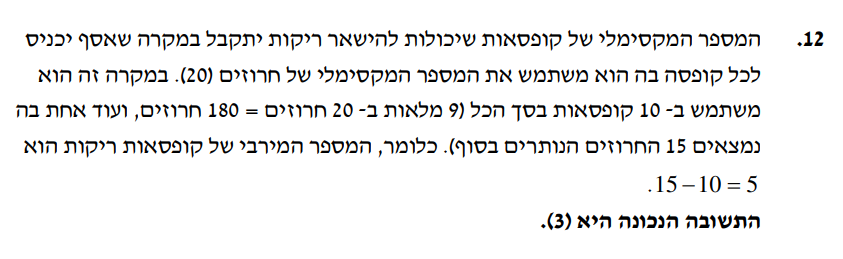 12. המספר המקסימלי של קופסאות שיכולות להישאר ריקות יתקבל במקרה שאסף יכניס
לכל קופסה בה הוא משתמש את המספר המקסימלי של חרוזים (20). במקרה זה הוא
משתמש ב- 10 קופסאות בסך הכל (9 מלאות ב- 20 חרוזים = 180 חרוזים, ועוד אחת בה
נמצאים 15 החרוזים הנותרים בסוף). כלומר, המספר המירבי של קופסאות ריקות הוא
15 – 10 = 5.
התשובה הנכונה היא (3).